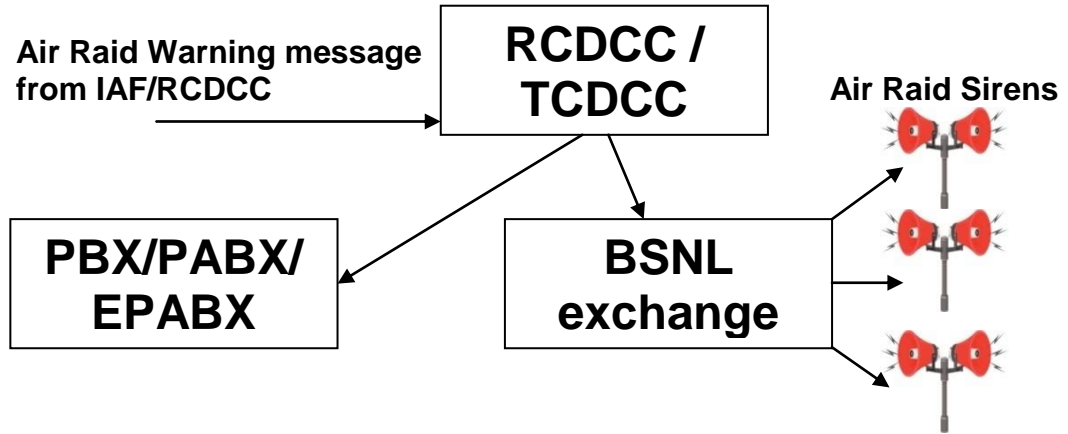 Air Raid Warning message
from IAF/RCDCC
RCDCC /
TCDCC
Air Raid Sirens
PBX/PABX/
EPABX
BSNL
exchange